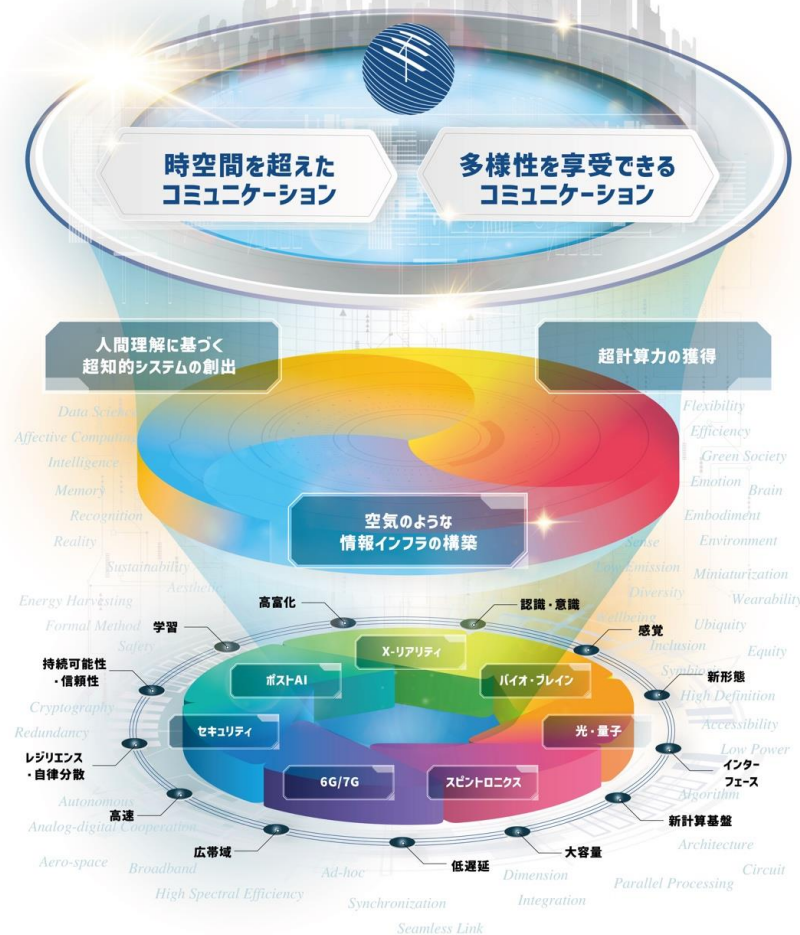 時空間を超えた
コミュニケーション
多様性を享受できる
コミュニケーション
人間理解に基づく
超知的システムの創出
超計算力の獲得
空気のような
情報インフラの構築
Data Science
Affective Computing
Intelligence
Memory
Recognition
Reality
Sustainability
Aesthetic
Energy Harvesting
Formal Method
Safety
Cryptography
Redundancy
Autonomous
Analog-digital Cooperation
Aero-space
Broadband
High Spectral Efficiency
Ad-hoc
Synchronization
Seamless Link
Flexibility
Efficiency
Green Society
Emotion
Brain
Embodiment
Sense
Environment
Low Emission
Miniaturization
Diversity
Wearability
Wellbeing
Ubiquity
Inclusion
Equity
Symbiosis
High Definition
Accessibility
Low Power
Algorithm
Architecture
Circuit
Parallel Processing
Dimension
Integration
高富化
認識・意識
学習
感覚
持続可能性
・信頼性
新形態
レジリエンス
・自律分散
インター
フェース
高速
新計算基盤
広帯域
大容量
低遅延
X-リアリティ
ポストAI
バイオ・ブレイン
セキュリティ
光・量子
6G/7G
スピントロニクス